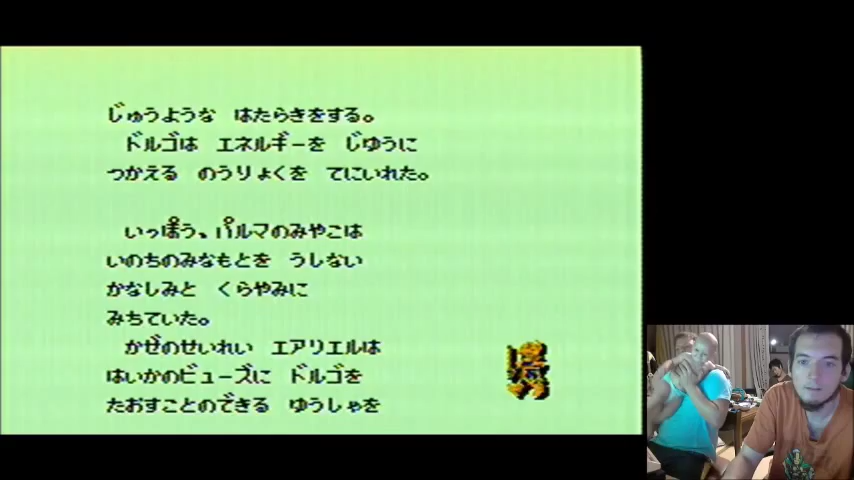 じゅうような はたらきをする。
ドルゴは エネルギーを じゆうに
つかえる のうりょくを てにいれた。
いっぽう、パルマのみやこは
いのちのみなもとを うしない
かなしみと くらやみに
みちていた。
かぜのせいれい エアリエルは
はいかのビューズに ドルゴを
たおすことのできる ゆうしゃを